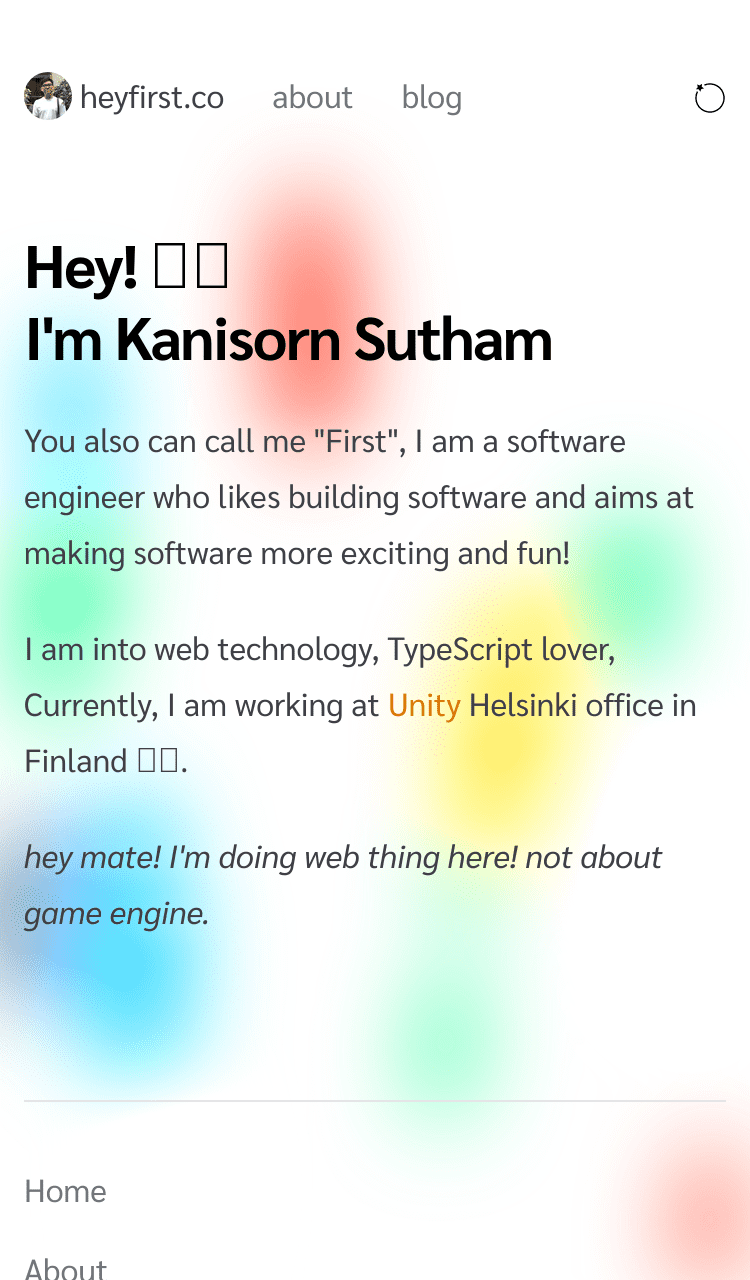 heyfirst.co about blog
Hey! 
I'm Kanisorn Sutham
You also can call me "First", I am a software
engineer who likes building software and aims at
making software more exciting and fun!
I am into web technology, TypeScript lover,
Currently, I am working at Unity Helsinki office in
Finland .
hey mate! I'm doing web thing here! not about
game engine.
Home
About